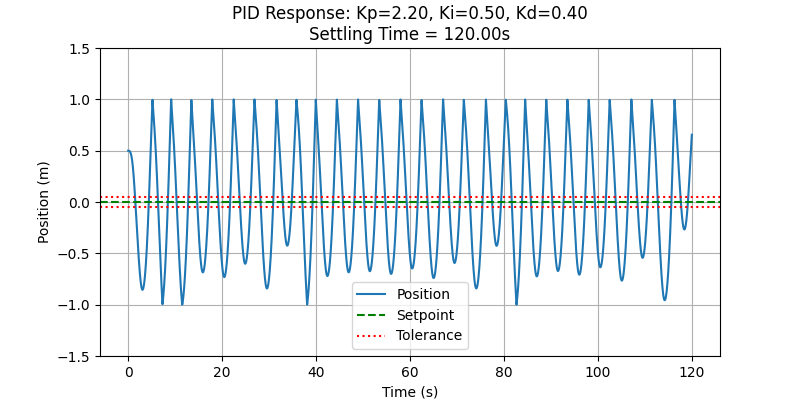 PID Response: Kp=2.20, Ki=0.50, Kd=0.40
Settling Time = 120.00s
1.5
1.0
0.5
0.0
−0.5
−1.0
−1.5
Position (m)
Position
Setpoint
Tolerance
0 20 40 60 80 100 120
Time (s)